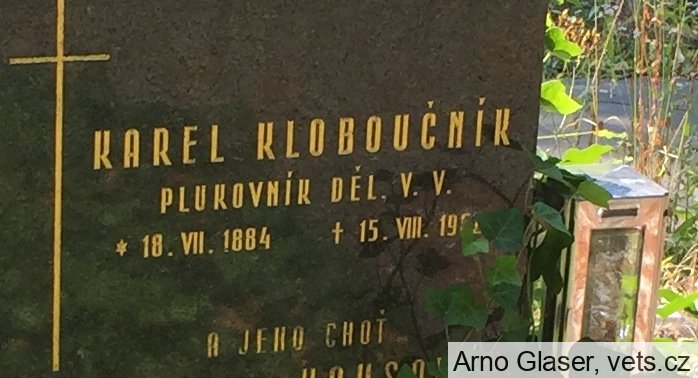 KAREL KLOBOUČNÍK
PLUKOVNÍK DĚL. V. V.
* 18. VII. 1884 † 15. VIII.
A JEHO CHOŤ
Arno Glaser, vets.cz